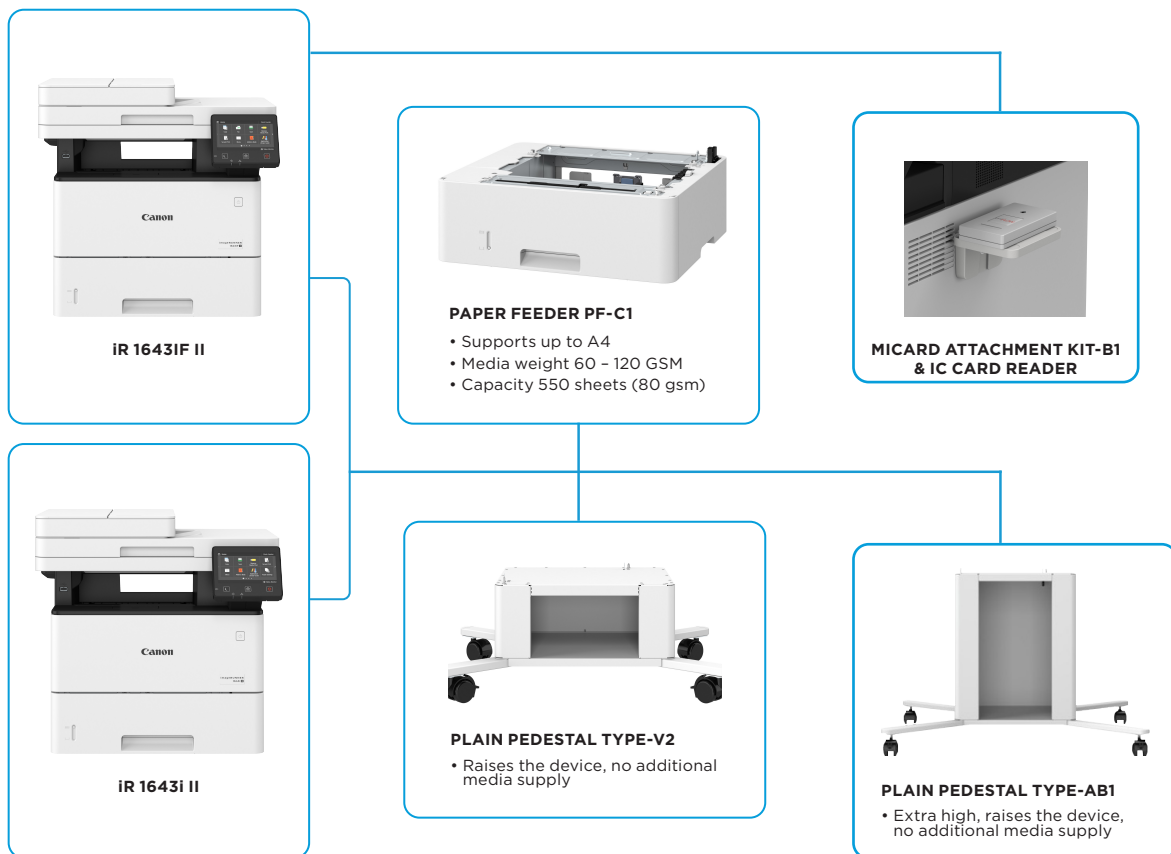 Canon
iR 1643IF II
PAPER FEEDER PF-C1
• Supports up to A4
• Media weight 60 – 120 GSM
• Capacity 550 sheets (80 gsm)
MICARD ATTACHMENT KIT-B1
& IC CARD READER
Canon
iR 1643i II
PLAIN PEDESTAL TYPE-V2
• Raises the device, no additional
media supply
PLAIN PEDESTAL TYPE-AB1
• Extra high, raises the device,
no additional media supply